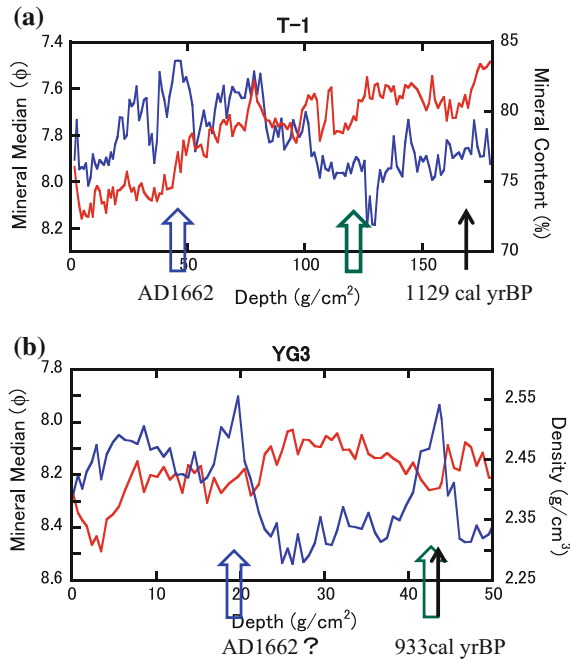 (a)
T-1
7.4
7.6
7.8
8.0
8.2
Mineral Median (ϕ)
85
80
75
70
Mineral Content (%)
0
50
100
150
AD1662
Depth (g/cm²)
1129 cal yrBP
(b)
YG3
7.8
8.0
8.2
8.4
8.6
Mineral Median (ϕ)
2.55
2.45
2.35
2.25
Density (g/cm³)
0
10
20
30
40
50
Depth (g/cm²)
AD1662 ?
933cal yrBP